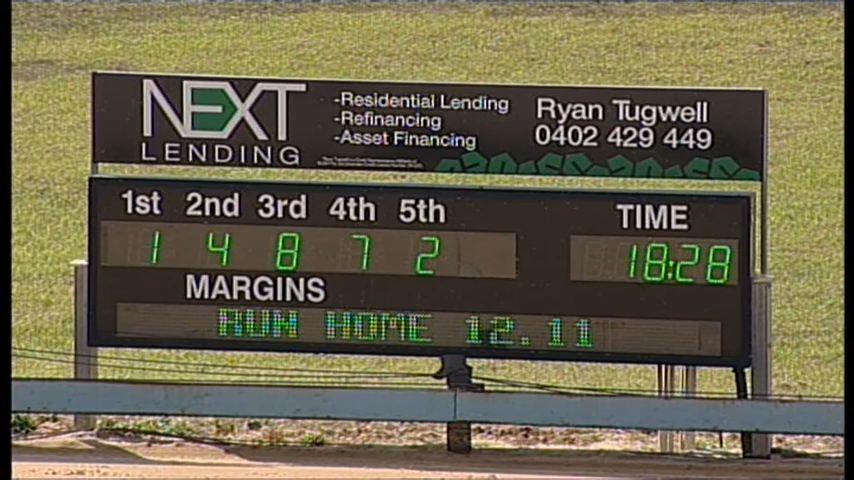 NEXT
LENDING
-Residential Lending
-Refinancing
-Asset Financing
Ryan Tugwell
0402 429 449
1st 2nd 3rd 4th 5th
1 4 8 7 2
TIME
18:28
MARGINS
RUN HOME 12.11